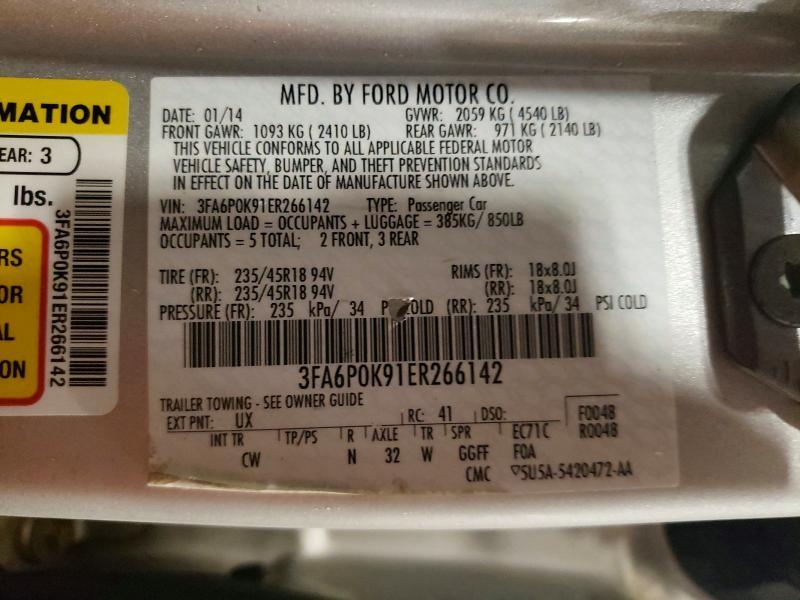 MATION
EAR: 3
lbs.
RS
OR
AL
ON
3FA6P0K91ER266142
MFD. BY FORD MOTOR CO.
DATE: 01/14 GVWR: 2059 KG ( 4540 LB)
FRONT GAWR: 1093 KG ( 2410 LB) REAR GAWR: 971 KG ( 2140 LB)
THIS VEHICLE CONFORMS TO ALL APPLICABLE FEDERAL MOTOR
VEHICLE SAFETY, BUMPER, AND THEFT PREVENTION STANDARDS
IN EFFECT ON THE DATE OF MANUFACTURE SHOWN ABOVE.
VIN: 3FA6P0K91ER266142 TYPE: Passenger Car
MAXIMUM LOAD = OCCUPANTS + LUGGAGE = 385KG/ 850LB
OCCUPANTS = 5 TOTAL; 2 FRONT, 3 REAR
TIRE (FR): 235/45R18 94V RIMS (FR): 18x8.0J
(RR): 235/45R18 94V (RR): 18x8.0J
PRESSURE (FR): 235 kPa/ 34 P COLD (RR): 235 kPa/ 34 PSI COLD
3FA6P0K91ER266142
TRAILER TOWING - SEE OWNER GUIDE
EXT PNT: UX RC: 41 DSO: F0048
INT TR TP/PS R AXLE TR SPR EC71C R0048
CW N 32 W GGFF F0A
CMC ▽5U5A-5420472-AA